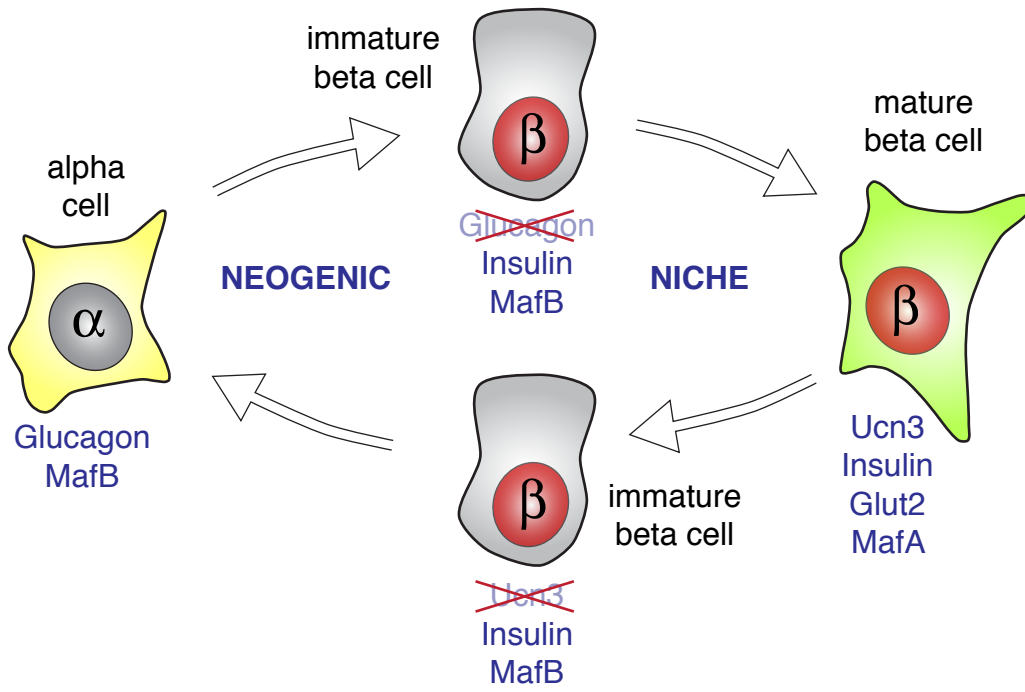 immature
beta cell
β
Glucagon
Insulin
MafB
mature
beta cell
β
Ucn3
Insulin
Glut2
MafA
alpha
cell
α
Glucagon
MafB
NEOGENIC
NICHE
β
immature
beta cell
Ucn3
Insulin
MafB